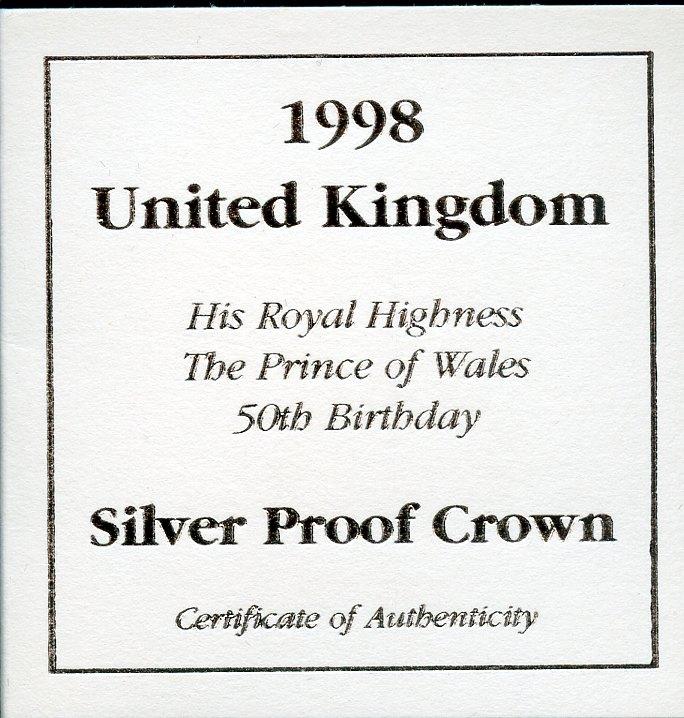 1998
United Kingdom
His Royal Highness
The Prince of Wales
50th Birthday
Silver Proof Crown
Certificate of Authenticity